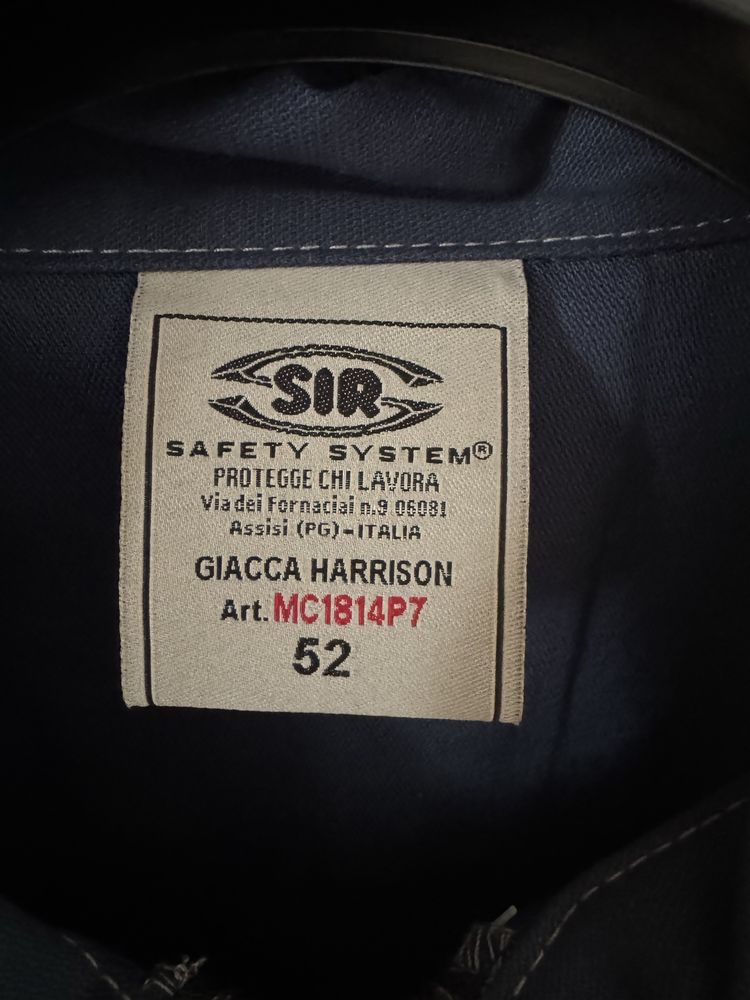 SIR
SAFETY SYSTEM®
PROTEGGE CHI LAVORA
Via dei Fornaciai n.9 06081
Assisi (PG)-ITALIA
GIACCA HARRISON
Art. MC1814P7
52